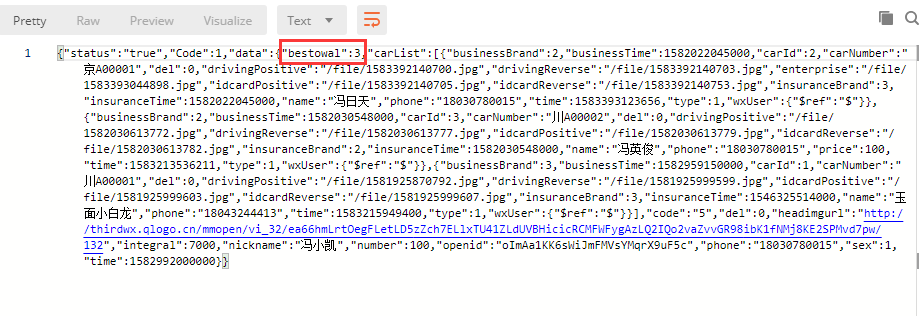 Pretty Raw Preview Visualize Text
1 {"status":"true","Code":1,"data":{"bestowal":3,"carList":[{"businessBrand":2,"businessTime":1582022045000,"carId":2,"carNumber":"
京A00001","del":0,"drivingPositive":"/file/1583392140700.jpg","drivingReverse":"/file/1583392140703.jpg","enterprise":"/file/
1583393044898.jpg","idcardPositive":"/file/1583392140705.jpg","idcardReverse":"/file/1583392140753.jpg","insuranceBrand":3,
"insuranceTime":1582022045000,"name":"冯日天","phone":"18030780015","time":1583393123656,"type":1,"wxUser":{"$ref":"$"}},
{"businessBrand":2,"businessTime":1582030548000,"carId":3,"carNumber":"川A00002","del":0,"drivingPositive":"/file/
1582030613772.jpg","drivingReverse":"/file/1582030613777.jpg","idcardPositive":"/file/1582030613779.jpg","idcardReverse":"/file/
1582030613782.jpg","insuranceBrand":2,"insuranceTime":1582030548000,"name":"冯英俊","phone":"18030780015","price":100,
"time":1583213536211,"type":1,"wxUser":{"$ref":"$"}},{"businessBrand":3,"businessTime":1582959150000,"carId":1,"carNumber":"
川A00001","del":0,"drivingPositive":"/file/1581925870792.jpg","drivingReverse":"/file/1581925999599.jpg","idcardPositive":"/
file/1581925999603.jpg","idcardReverse":"/file/1581925999607.jpg","insuranceBrand":3,"insuranceTime":1546325514000,"name":"玉
面小白龙","phone":"18043244413","time":1583215949400,"type":1,"wxUser":{"$ref":"$"}}],"code":"5","del":0,"headimgurl":"http:/
/thirdwx.qlogo.cn/mmopen/vi_32/ea66hmLrtOegFLetLD5zZch7EL1xTU41ZLdUVBHicicRCMFWFygAzLQ2IQo2vaZvvGR98ibK1fNMj8KE2SPMvd7pw/
132","integral":7000,"nickname":"冯小凯","number":100,"openid":"oImAa1KK6sWiJmFMVsYMqrX9uF5c","phone":"18030780015","sex":1,
"time":1582992000000}}